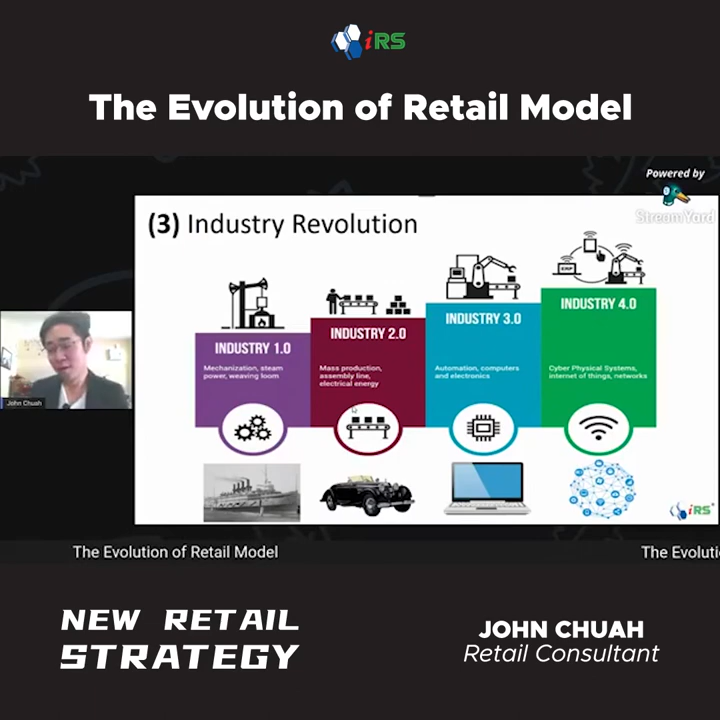 iRS
The Evolution of Retail Model
Powered by
StreamYard
(3) Industry Revolution
ERP
INDUSTRY 1.0
Mechanization, steam
power, weaving loom
INDUSTRY 2.0
Mass production,
assembly line,
electrical energy
INDUSTRY 3.0
Automation, computers
and electronics
INDUSTRY 4.0
Cyber Physical Systems,
internet of things, networks
John Chuah
iRS
The Evolution of Retail Model
The Evoluti
NEW RETAIL
STRATEGY
JOHN CHUAH
Retail Consultant